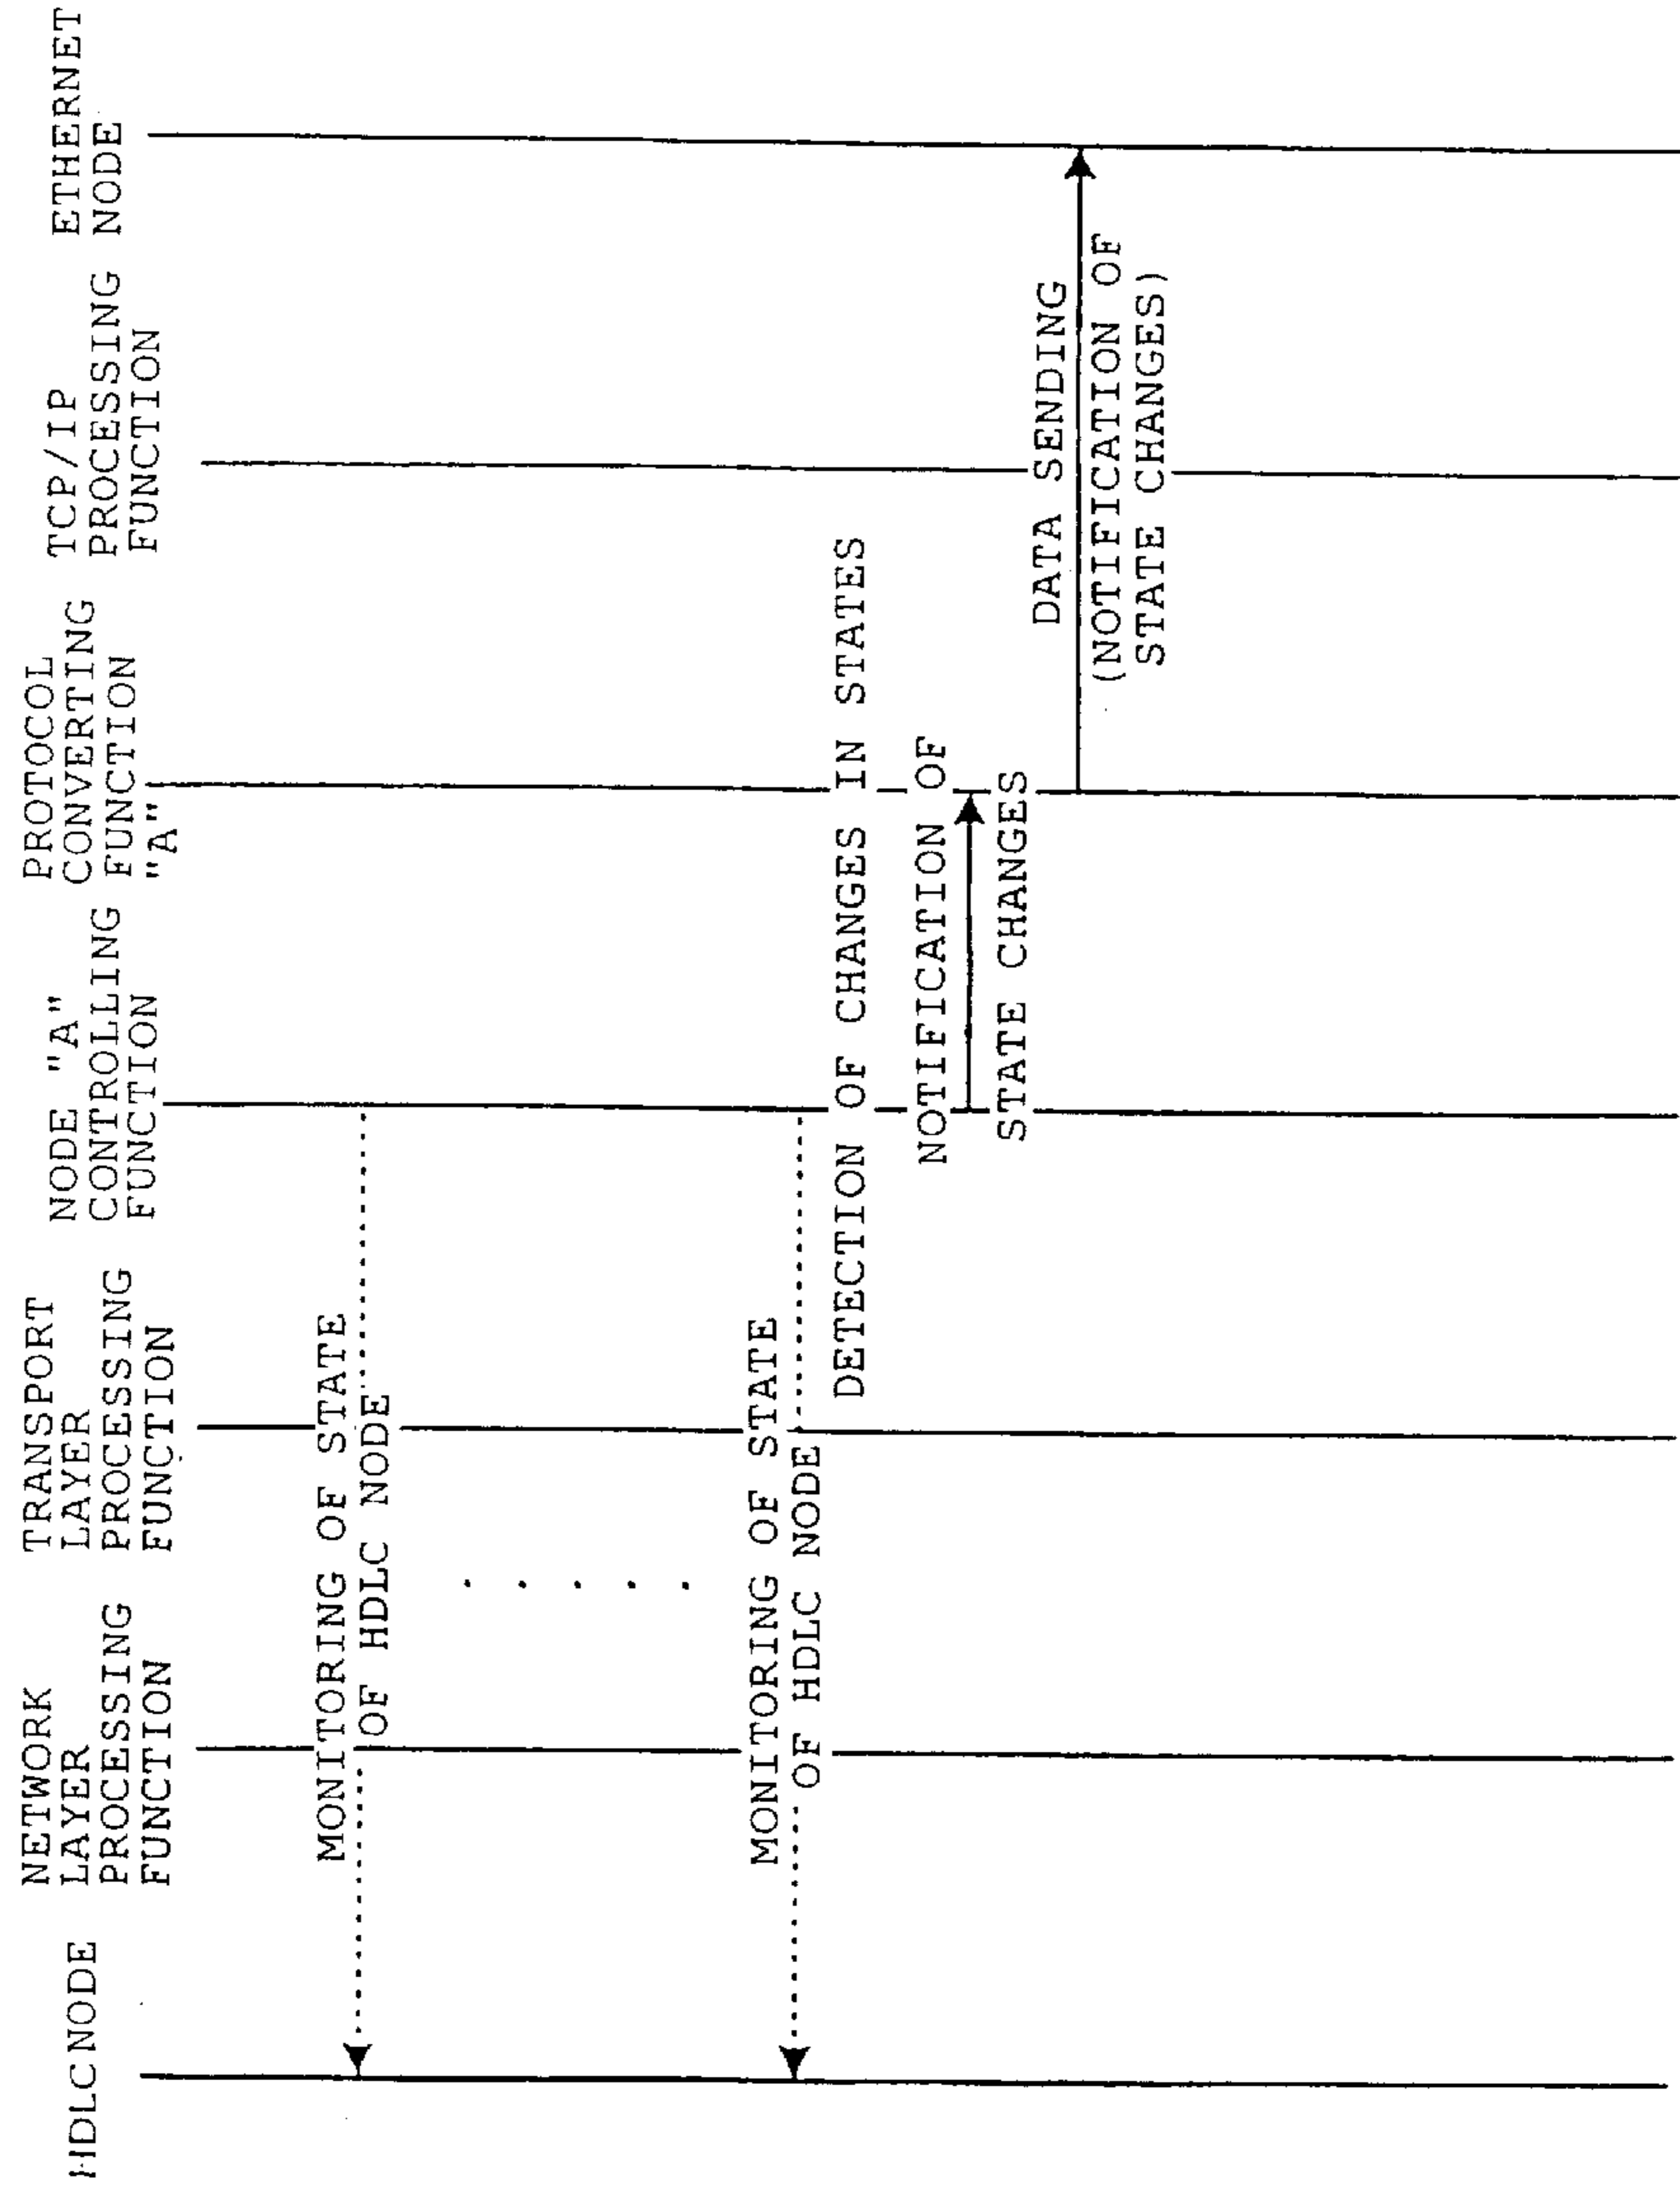 HDLC NODE
NETWORK
LAYER
PROCESSING
FUNCTION
TRANSPORT
LAYER
PROCESSING
FUNCTION
NODE "A"
CONTROLLING
FUNCTION
PROTOCOL
CONVERTING
FUNCTION
"A"
TCP/IP
PROCESSING
FUNCTION
ETHERNET
NODE
MONITORING OF STATE
OF HDLC NODE
MONITORING OF STATE
OF HDLC NODE
DETECTION OF CHANGES IN STATES
NOTIFICATION OF
STATE CHANGES
DATA SENDING
(NOTIFICATION OF
STATE CHANGES)